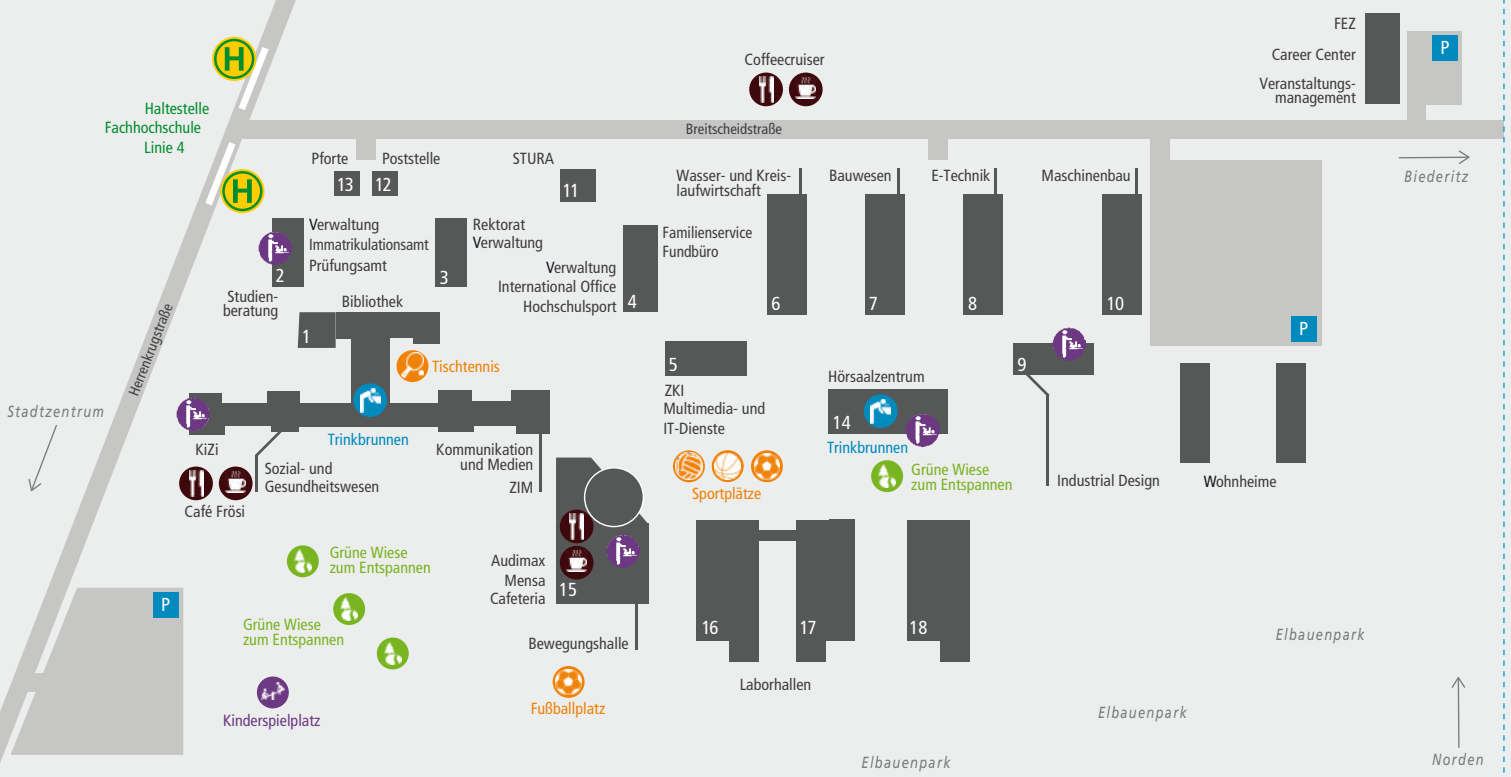 FEZ
Career Center
Veranstaltungs-
management
P
Coffeecruiser
H
Haltestelle
Fachhochschule
Linie 4
Breitscheidstraße
Biederitz
H
Pforte
Poststelle
13
12
STURA
11
Wasser- und Kreis-
laufwirtschaft
Bauwesen
E-Technik
Maschinenbau
Verwaltung
Immatrikulationsamt
Prüfungsamt
2
Rektorat
Verwaltung
3
Familienservice
Fundbüro
Verwaltung
International Office
Hochschulsport
4
6
7
8
10
P
Studien-
beratung
Bibliothek
1
Herrenkrugstraße
Tischtennis
5
ZKI
Multimedia- und
IT-Dienste
Hörsaalzentrum
14
Trinkbrunnen
9
Stadtzentrum
KiZi
Trinkbrunnen
Kommunikation
und Medien
ZIM
Sozial- und
Gesundheitswesen
Café Frösi
Sportplätze
Grüne Wiese
zum Entspannen
Industrial Design
Wohnheime
Grüne Wiese
zum Entspannen
Audimax
Mensa
Cafeteria
15
P
Grüne Wiese
zum Entspannen
Bewegungshalle
16
17
18
Laborhallen
Elbauenpark
Kinderspielplatz
Fußballplatz
Elbauenpark
Elbauenpark
Norden